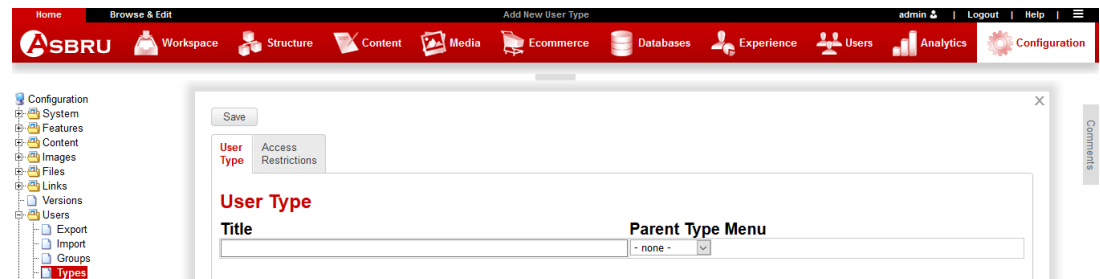 Home Browse & Edit Add New User Type admin | Logout | Help |
ASBRU Workspace Structure Content Media Ecommerce Databases Experience Users Analytics Configuration
Configuration
System
Features
Content
Images
Files
Links
Versions
Users
Export
Import
Groups
Types
X
Save
User Type
Access Restrictions
User Type
Title Parent Type Menu
- none -
Comments